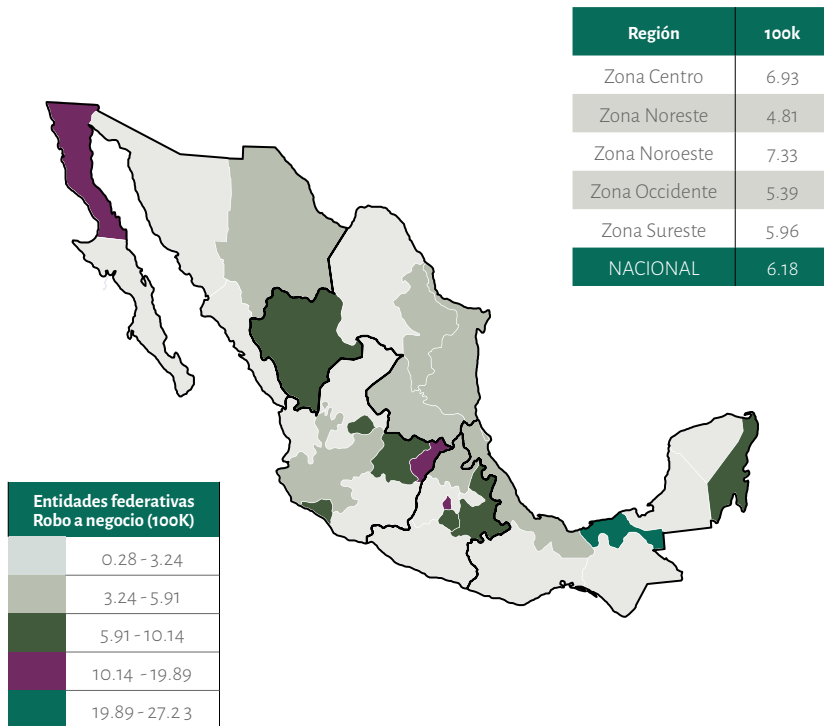 Región 100k
Zona Centro 6.93
Zona Noreste 4.81
Zona Noroeste 7.33
Zona Occidente 5.39
Zona Sureste 5.96
NACIONAL 6.18
Entidades federativas
Robo a negocio (100K)
0.28 - 3.24
3.24 - 5.91
5.91 - 10.14
10.14 - 19.89
19.89 - 27.23